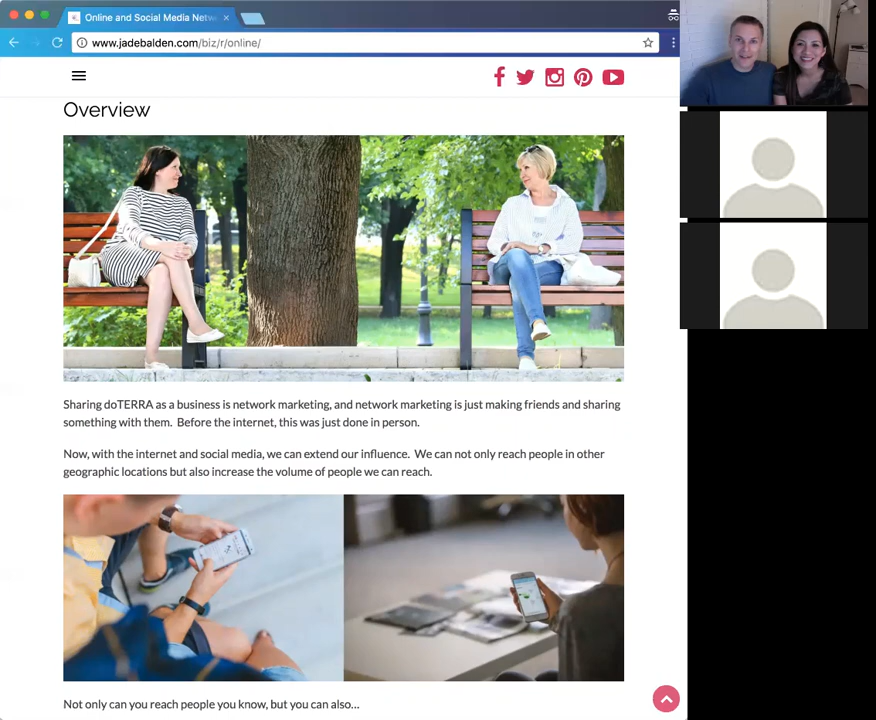 Online and Social Media Netw
www.jadebalden.com/biz/r/online/
Overview
Sharing doTERRA as a business is network marketing, and network marketing is just making friends and sharing
something with them.  Before the internet, this was just done in person.
Now, with the internet and social media, we can extend our influence.  We can not only reach people in other
geographic locations but also increase the volume of people we can reach.
Not only can you reach people you know, but you can also...